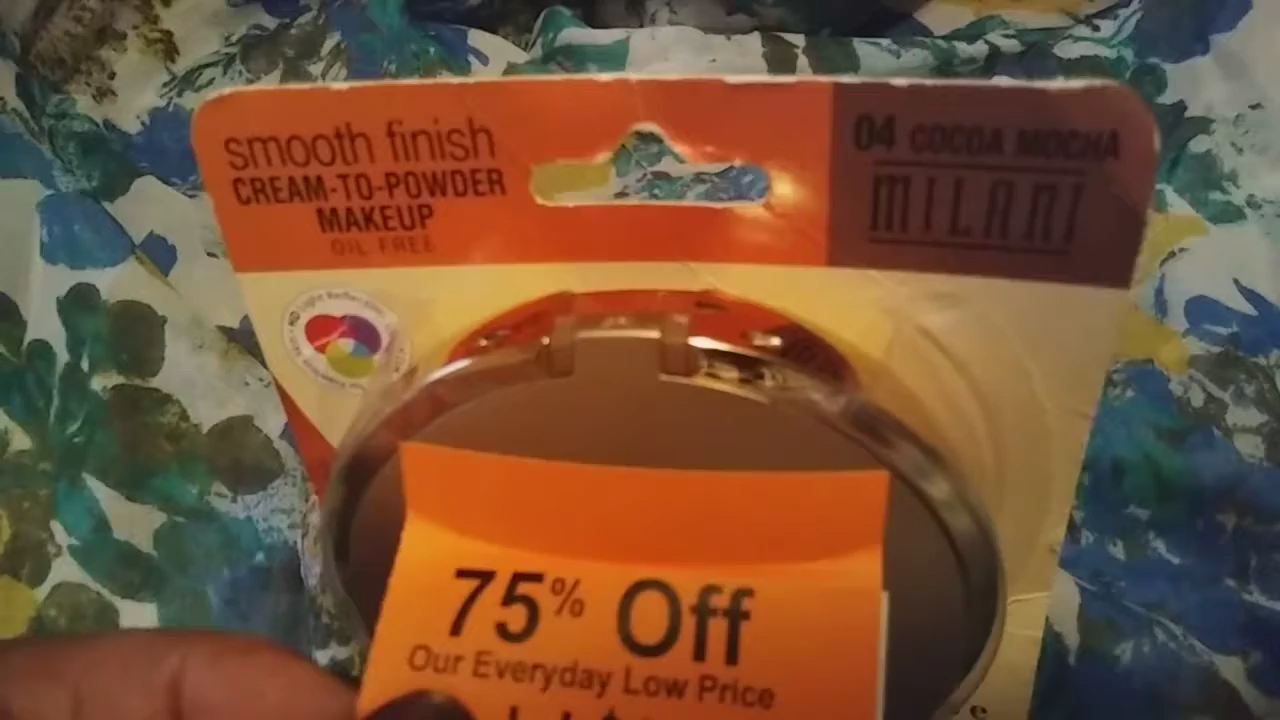 smooth finish
CREAM-TO-POWDER
MAKEUP
OIL FREE
04 COCOA MOCHA
MILANI
75% Off
Our Everyday Low Price